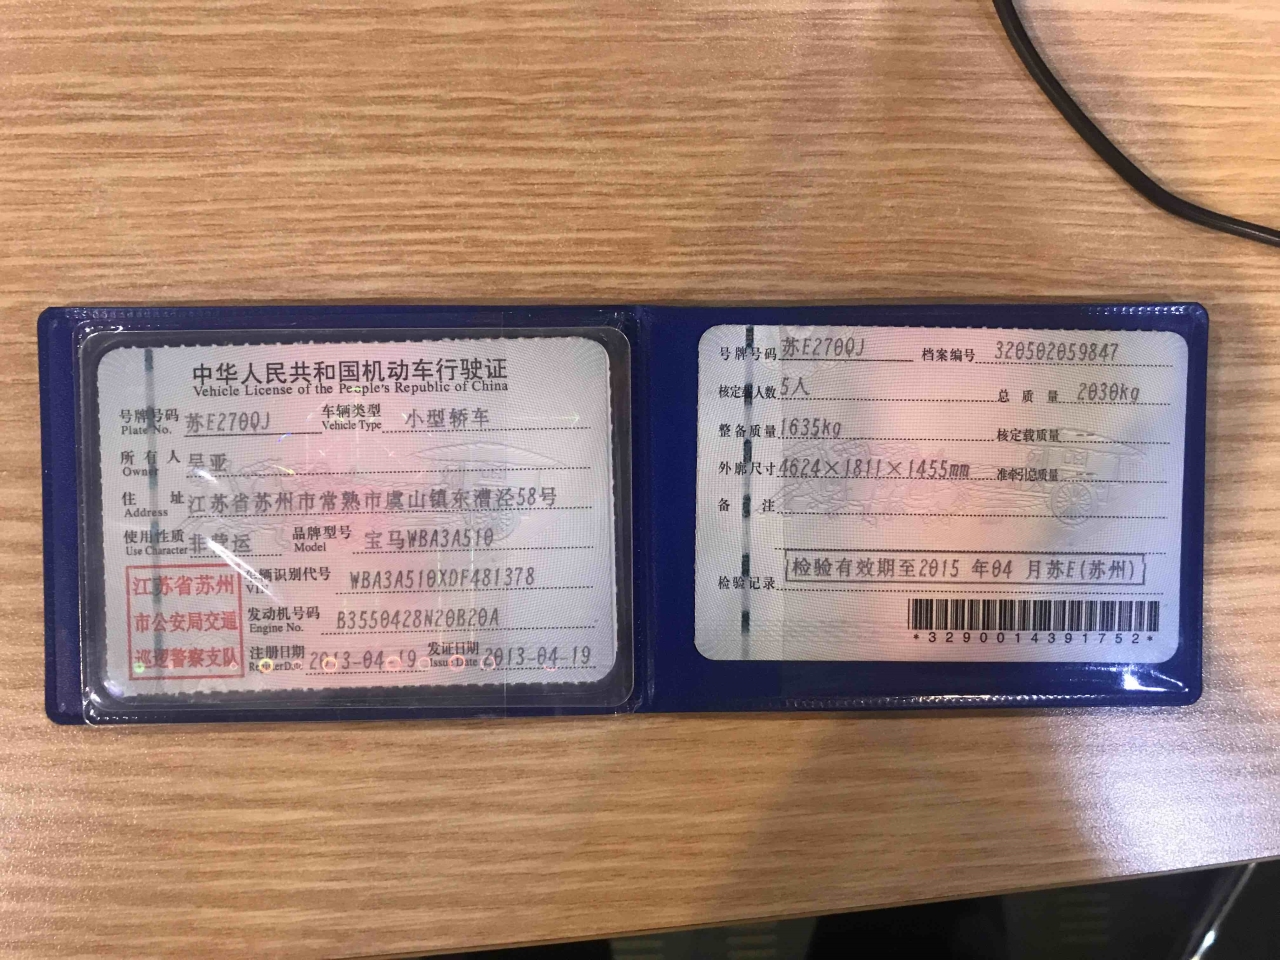 中华人民共和国机动车行驶证
Vehicle License of the People's Republic of China
号牌号码 Plate No. 苏E270QJ 车辆类型 Vehicle Type 小型轿车
所有人 Owner 吴亚
住址 Address 江苏省苏州市常熟市虞山镇东漕泾58号
使用性质 Use Character 非营运 品牌型号 Model 宝马WBA3A510
车辆识别代号 VIN WBA3A510XDF481378
发动机号码 Engine No. B3550428N20B20A
注册日期 Register Date 2013-04-19 发证日期 Issue Date 2013-04-19
江苏省苏州
市公安局交通
巡逻警察支队
号牌号码 苏E270QJ 档案编号 320502059847
核定载人数 5人 总质量 2030kg
整备质量 1635kg 核定载质量 --
外廓尺寸 4624×1811×1455mm 准牵引总质量 --
备注
检验记录 检验有效期至2015 年04 月苏E(苏州)
*3290014391752*